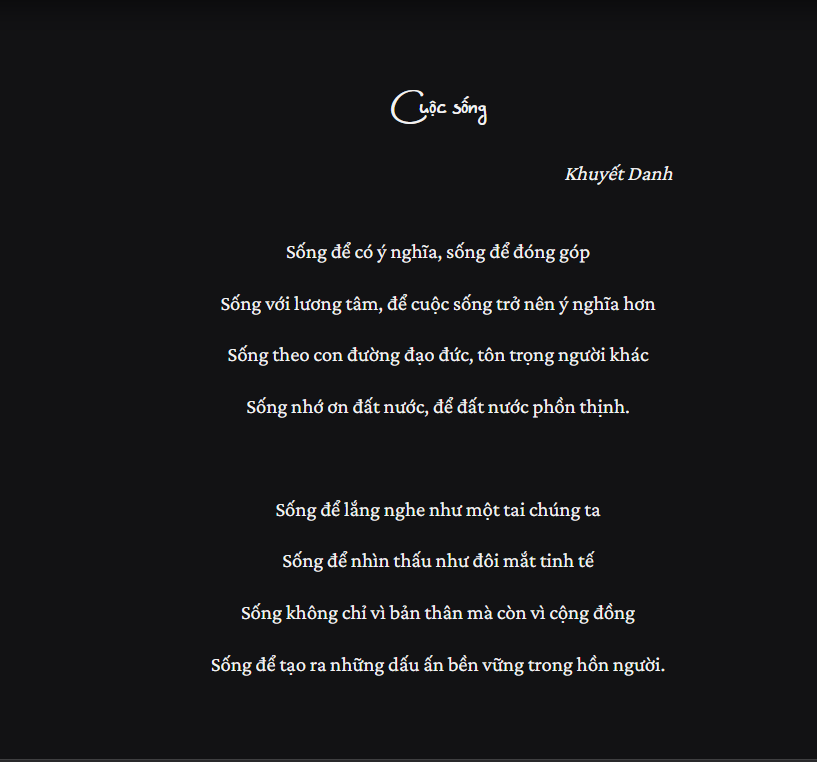 Cuộc sống
Khuyết Danh
Sống để có ý nghĩa, sống để đóng góp
Sống với lương tâm, để cuộc sống trở nên ý nghĩa hơn
Sống theo con đường đạo đức, tôn trọng người khác
Sống nhớ ơn đất nước, để đất nước phồn thịnh.
Sống để lắng nghe như một tai chúng ta
Sống để nhìn thấu như đôi mắt tinh tế
Sống không chỉ vì bản thân mà còn vì cộng đồng
Sống để tạo ra những dấu ấn bền vững trong hồn người.